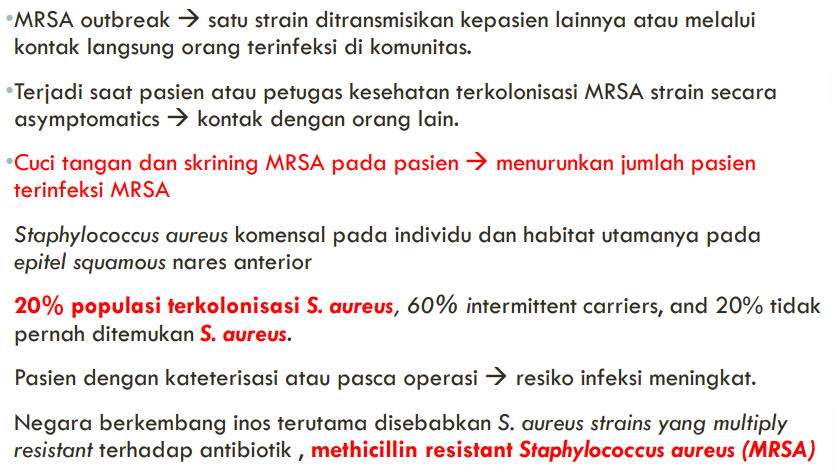 •MRSA outbreak → satu strain ditransmisikan kepasien lainnya atau melalui
kontak langsung orang terinfeksi di komunitas.
•Terjadi saat pasien atau petugas kesehatan terkolonisasi MRSA strain secara
asymptomatics → kontak dengan orang lain.
•Cuci tangan dan skrining MRSA pada pasien → menurunkan jumlah pasien
terinfeksi MRSA
Staphylococcus aureus komensal pada individu dan habitat utamanya pada
epitel squamous nares anterior
20% populasi terkolonisasi S. aureus, 60% intermittent carriers, and 20% tidak
pernah ditemukan S. aureus.
Pasien dengan kateterisasi atau pasca operasi → resiko infeksi meningkat.
Negara berkembang inos terutama disebabkan S. aureus strains yang multiply
resistant terhadap antibiotik , methicillin resistant Staphylococcus aureus (MRSA)